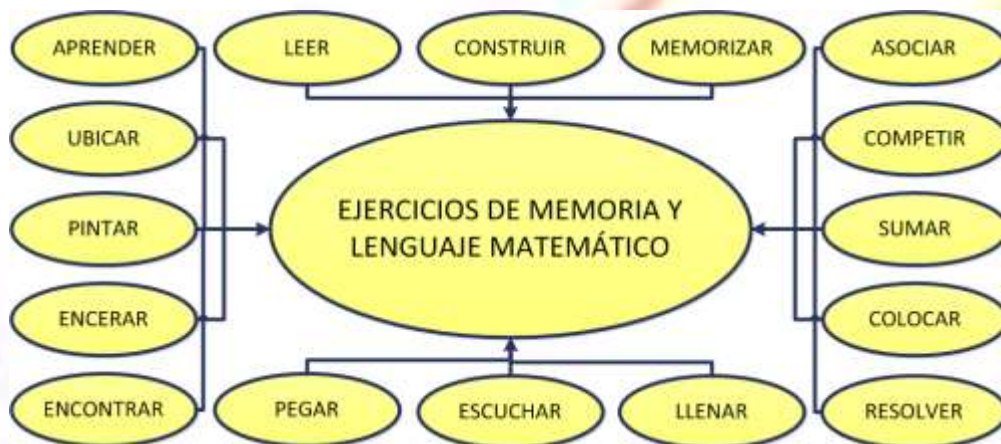 APRENDER
LEER
CONSTRUIR
MEMORIZAR
ASOCIAR
UBICAR
COMPETIR
PINTAR
EJERCICIOS DE MEMORIA Y
LENGUAJE MATEMÁTICO
SUMAR
ENCERAR
COLOCAR
ENCONTRAR
PEGAR
ESCUCHAR
LLENAR
RESOLVER